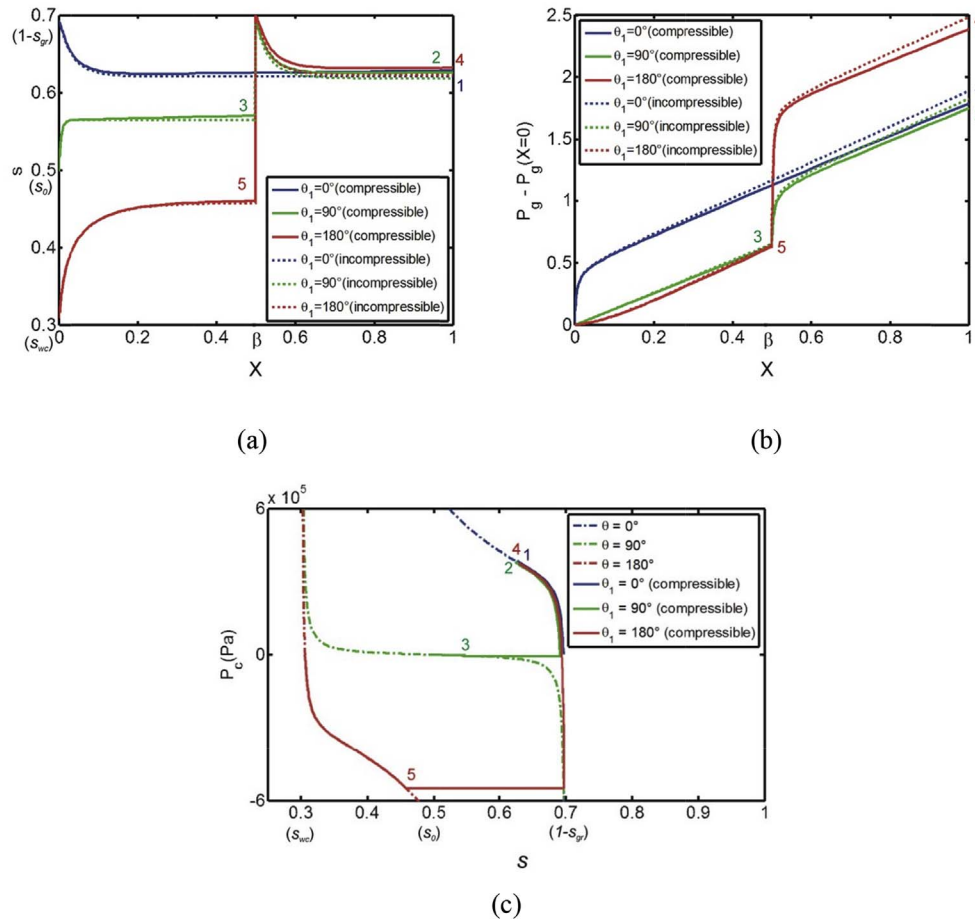 0.7
(1-s_gr)
0.6
0.5
s
(s_0)
0.4
0.3
(s_wc)
0
0.2
0.4
β
0.6
0.8
1
X
2
4
1
3
5
θ_1=0°(compressible)
θ_1=90°(compressible)
θ_1=180°(compressible)
θ_1=0°(incompressible)
θ_1=90°(incompressible)
θ_1=180°(incompressible)
(a)
P_g - P_g(X=0)
2.5
2
1.5
1
0.5
0
0
0.2
0.4
β
0.6
0.8
1
X
3
5
θ_1=0°(compressible)
θ_1=90°(compressible)
θ_1=180°(compressible)
θ_1=0°(incompressible)
θ_1=90°(incompressible)
θ_1=180°(incompressible)
(b)
6 x 10^5
P_c(Pa)
0
-6
0.3
(s_wc)
0.4
0.5
(s_0)
0.6
0.7
(1-s_gr)
0.8
0.9
1
s
4 1
2
3
5
θ = 0°
θ = 90°
θ = 180°
θ_1 = 0° (compressible)
θ_1 = 90° (compressible)
θ_1 = 180° (compressible)
(c)